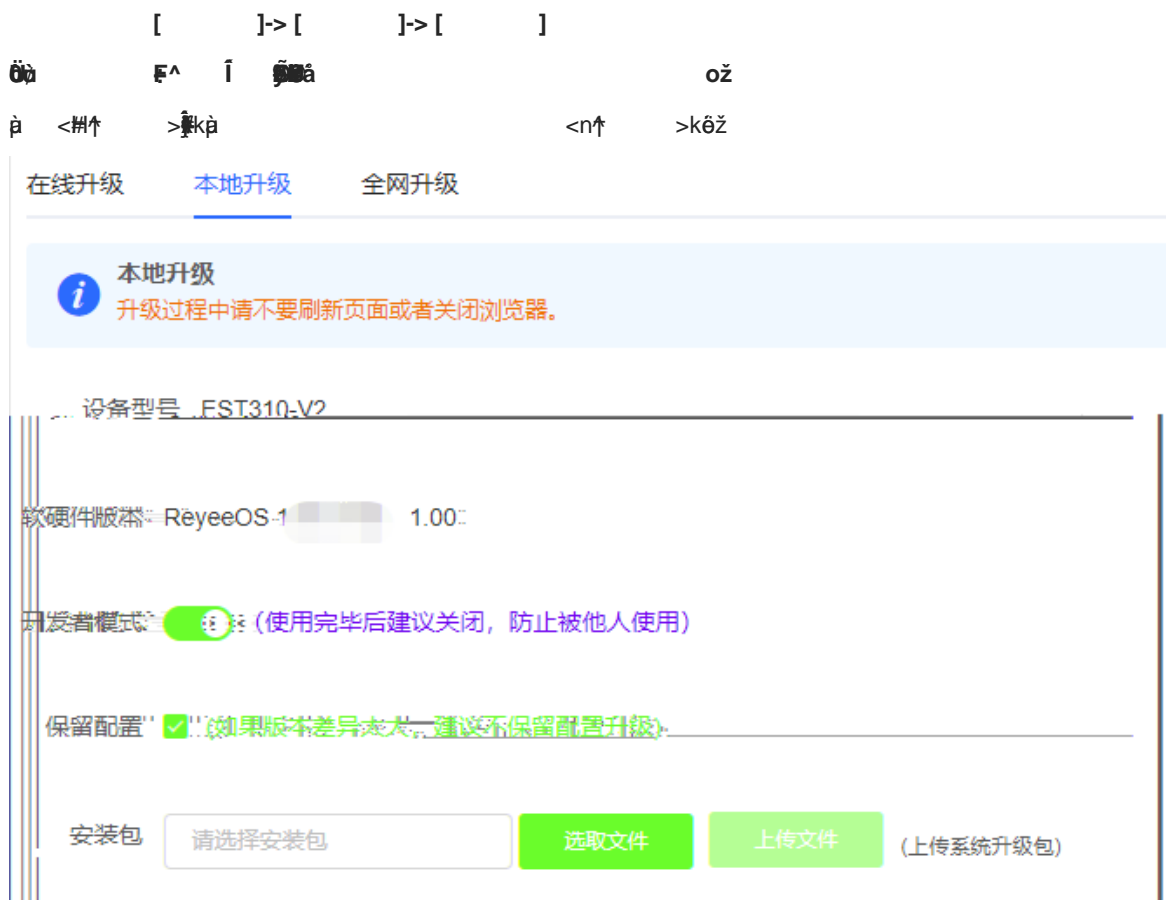 [ ]-> [ ]-> [ ]
在线升级 本地升级 全网升级
本地升级
升级过程中请不要刷新页面或者关闭浏览器。
设备型号 EST310-V2
软硬件版本 ReyeeOS 1 1.00
开发者模式 (使用完毕后建议关闭，防止被他人使用)
保留配置 (如果版本差异太大，建议不保留配置升级)
安装包 请选择安装包 选取文件 上传文件 (上传系统升级包)